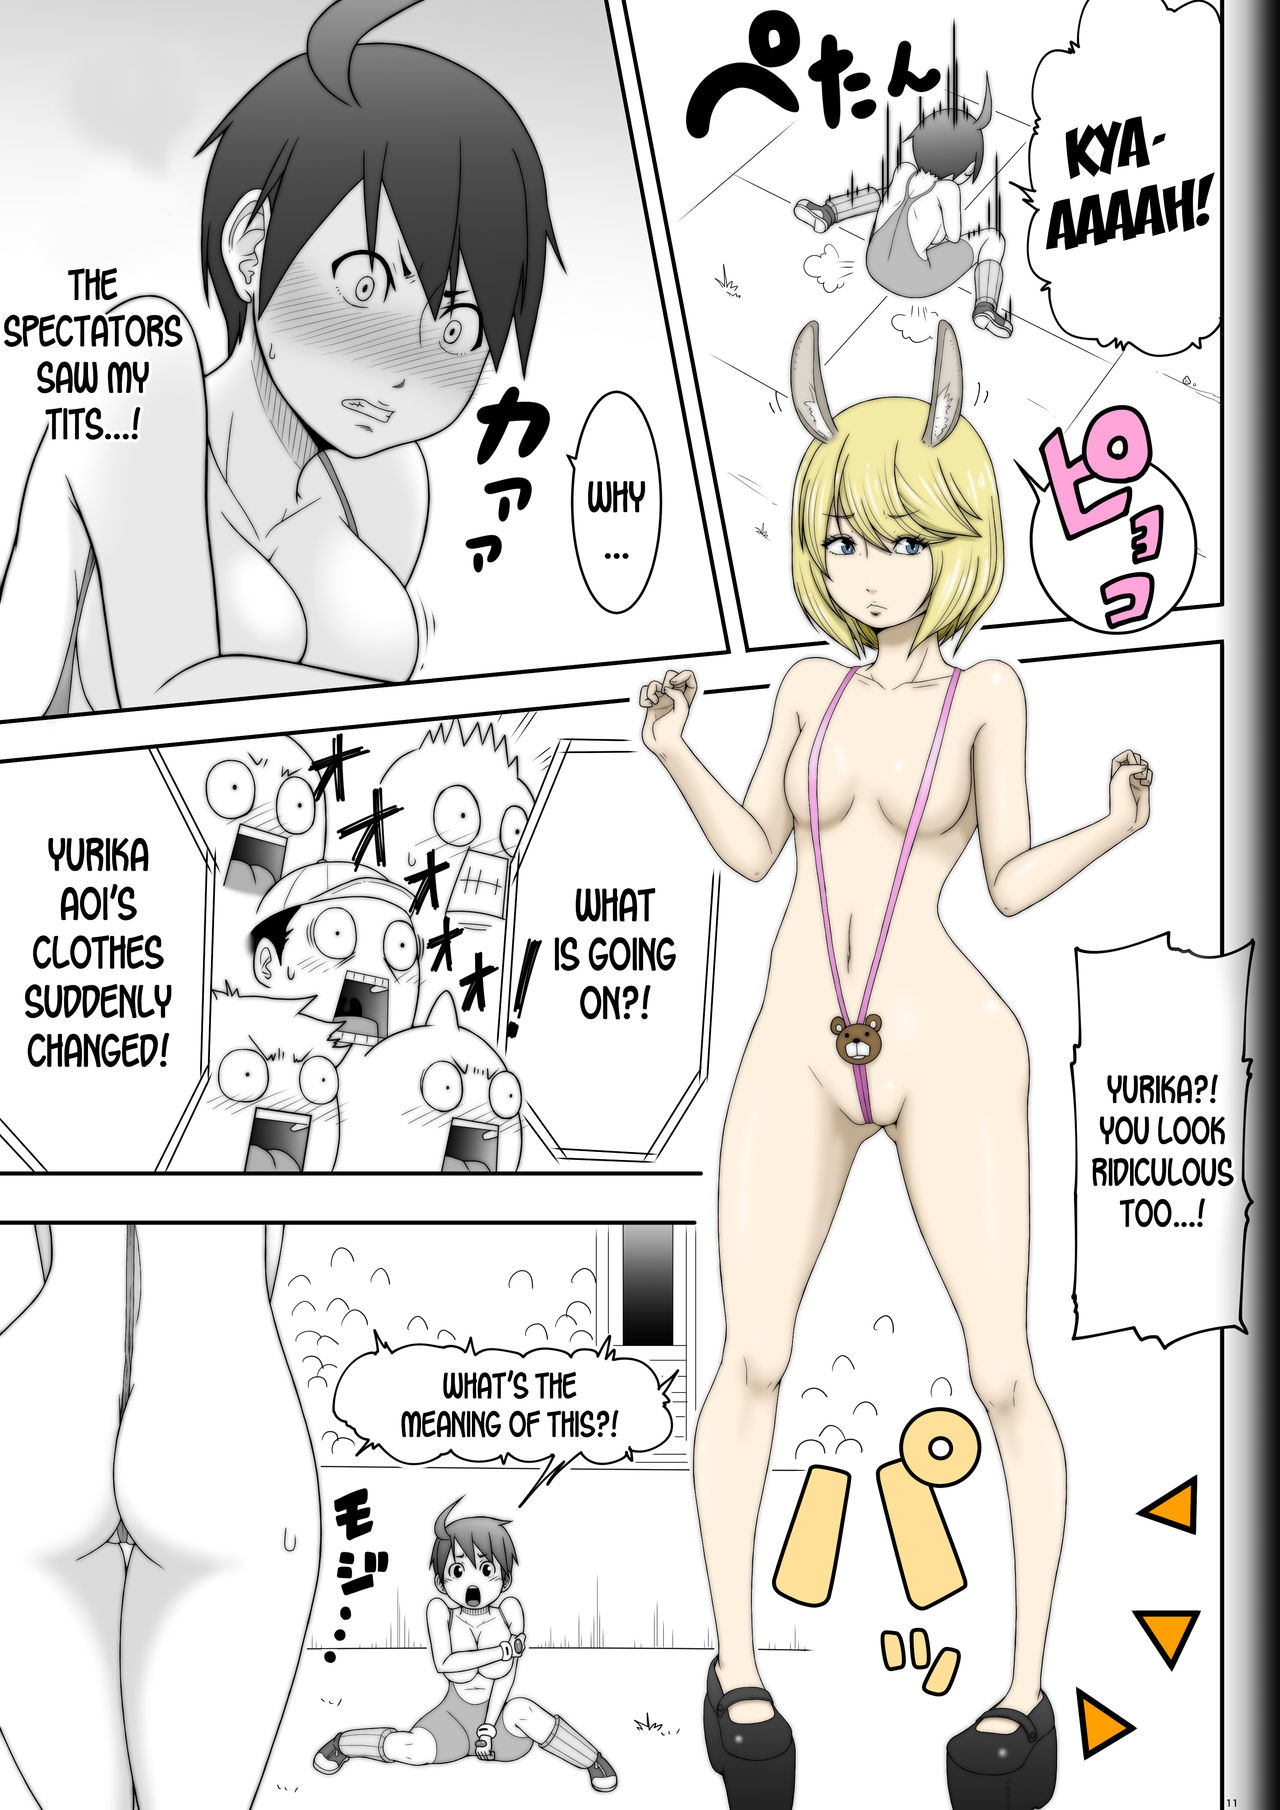 KYA-
AAAAH!
ぺたん
ピョコ
WHY
...
THE
SPECTATORS
SAW MY
TITS...!
カァァァ
YURIKA?!
YOU LOOK
RIDICULOUS
TOO...!
パッツ
WHAT
IS GOING
ON?!
オオオオオ!
YURIKA
AOI'S
CLOTHES
SUDDENLY
CHANGED!
WHAT'S THE
MEANING OF THIS?!
モジ...
11